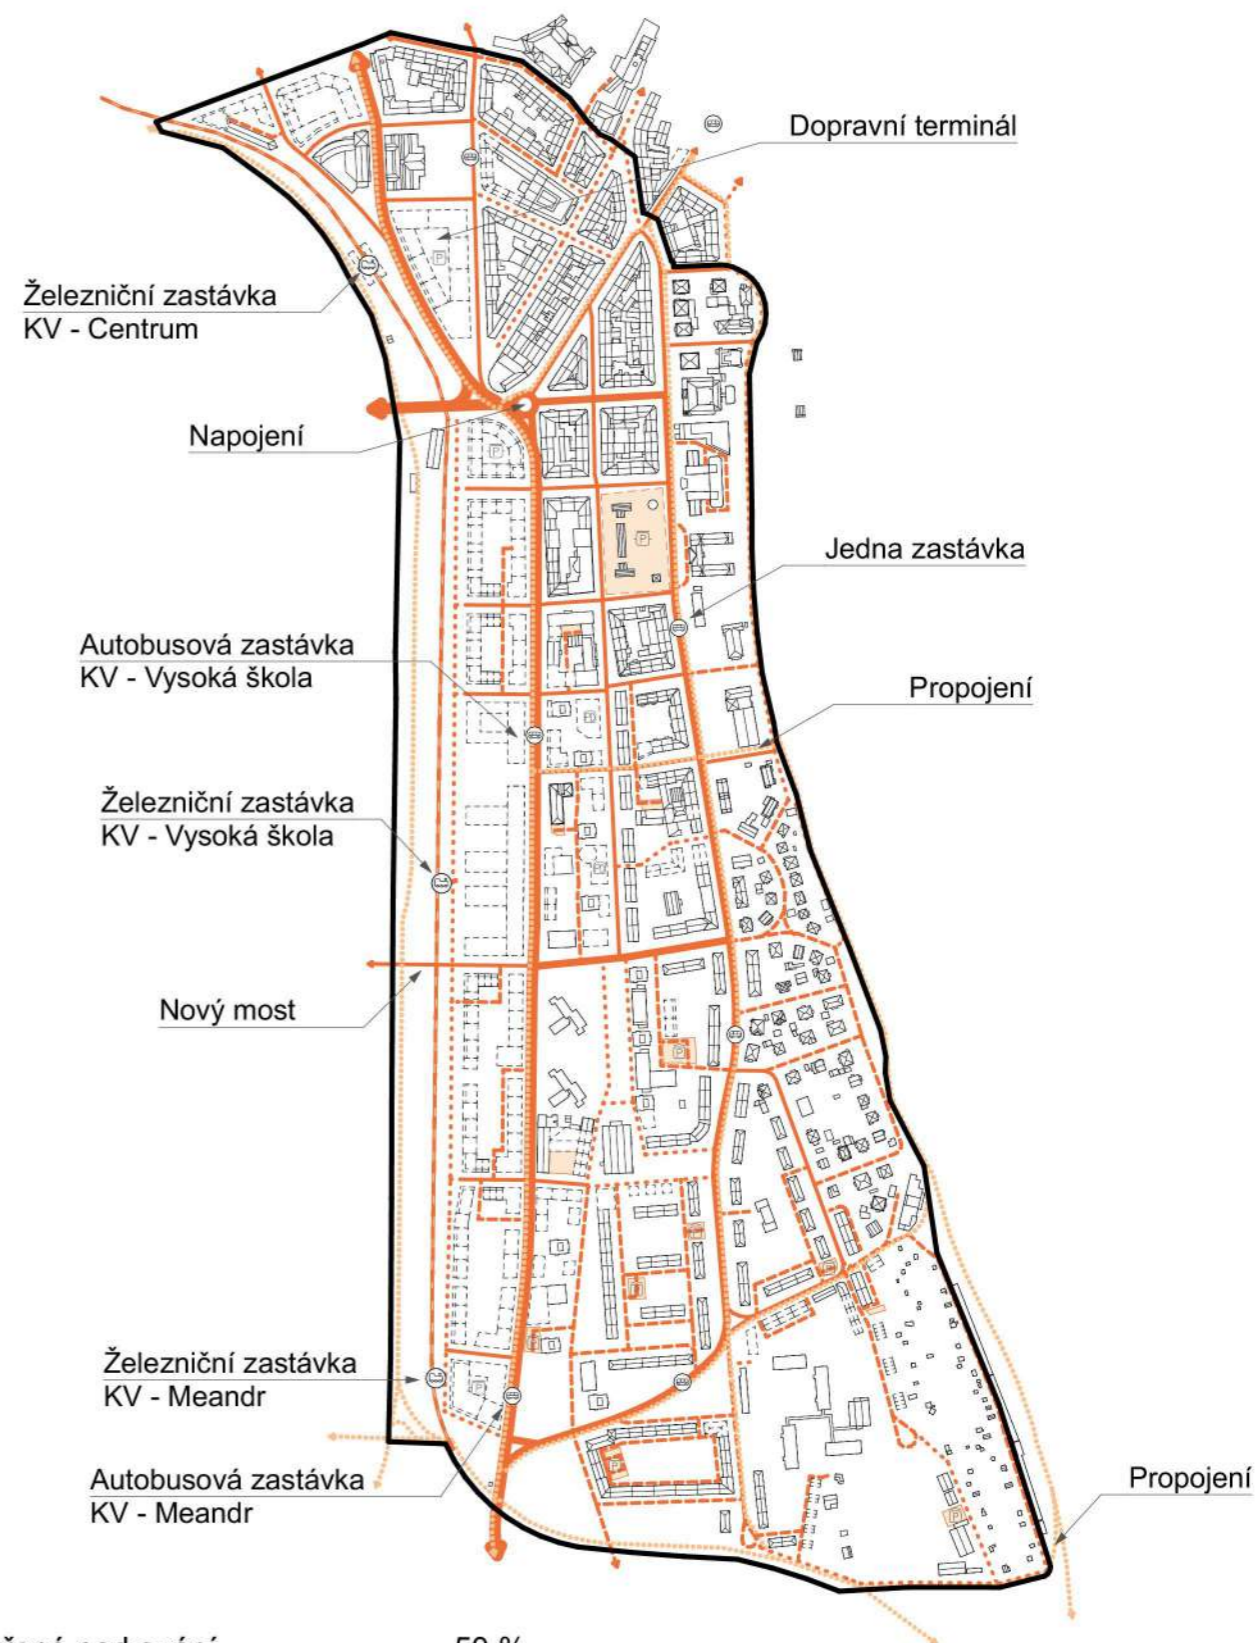 Dopravní terminál
Železniční zastávka
KV - Centrum
Napojení
Jedna zastávka
Autobusová zastávka
KV - Vysoká škola
Propojení
Železniční zastávka
KV - Vysoká škola
Nový most
Železniční zastávka
KV - Meandr
Autobusová zastávka
KV - Meandr
Propojení
P
P
P
P
P
P
P
P